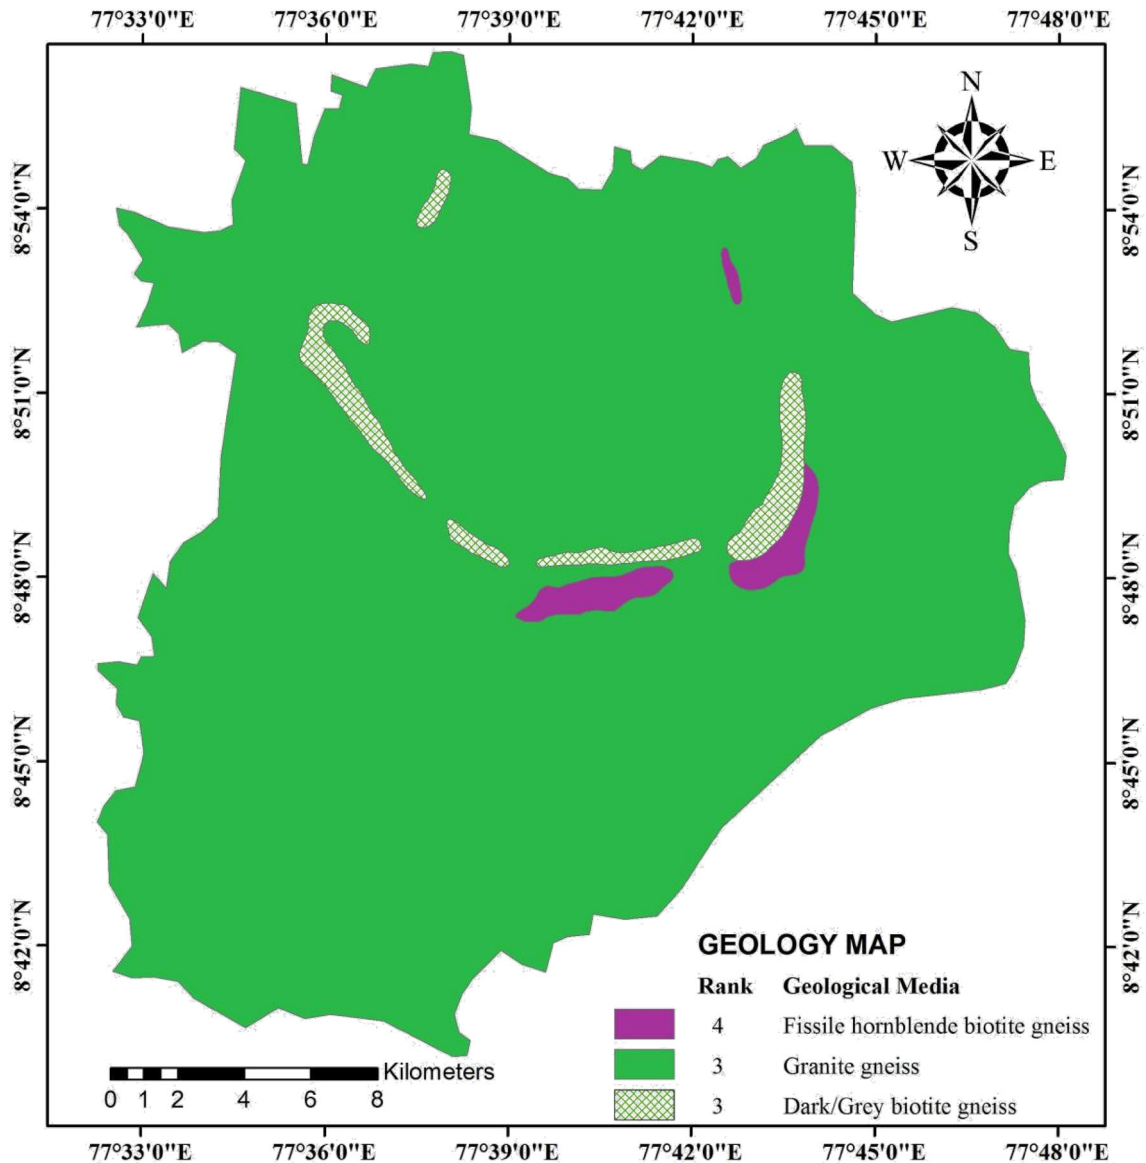 77°33'0"E 77°36'0"E 77°39'0"E 77°42'0"E 77°45'0"E 77°48'0"E
N
W E
S
8°54'0"N 8°54'0"N
8°51'0"N 8°51'0"N
8°48'0"N 8°48'0"N
8°45'0"N 8°45'0"N
8°42'0"N 8°42'0"N
GEOLOGY MAP
Rank Geological Media
4 Fissile hornblende biotite gneiss
3 Granite gneiss
3 Dark/Grey biotite gneiss
Kilometers
0 1 2 4 6 8
77°33'0"E 77°36'0"E 77°39'0"E 77°42'0"E 77°45'0"E 77°48'0"E